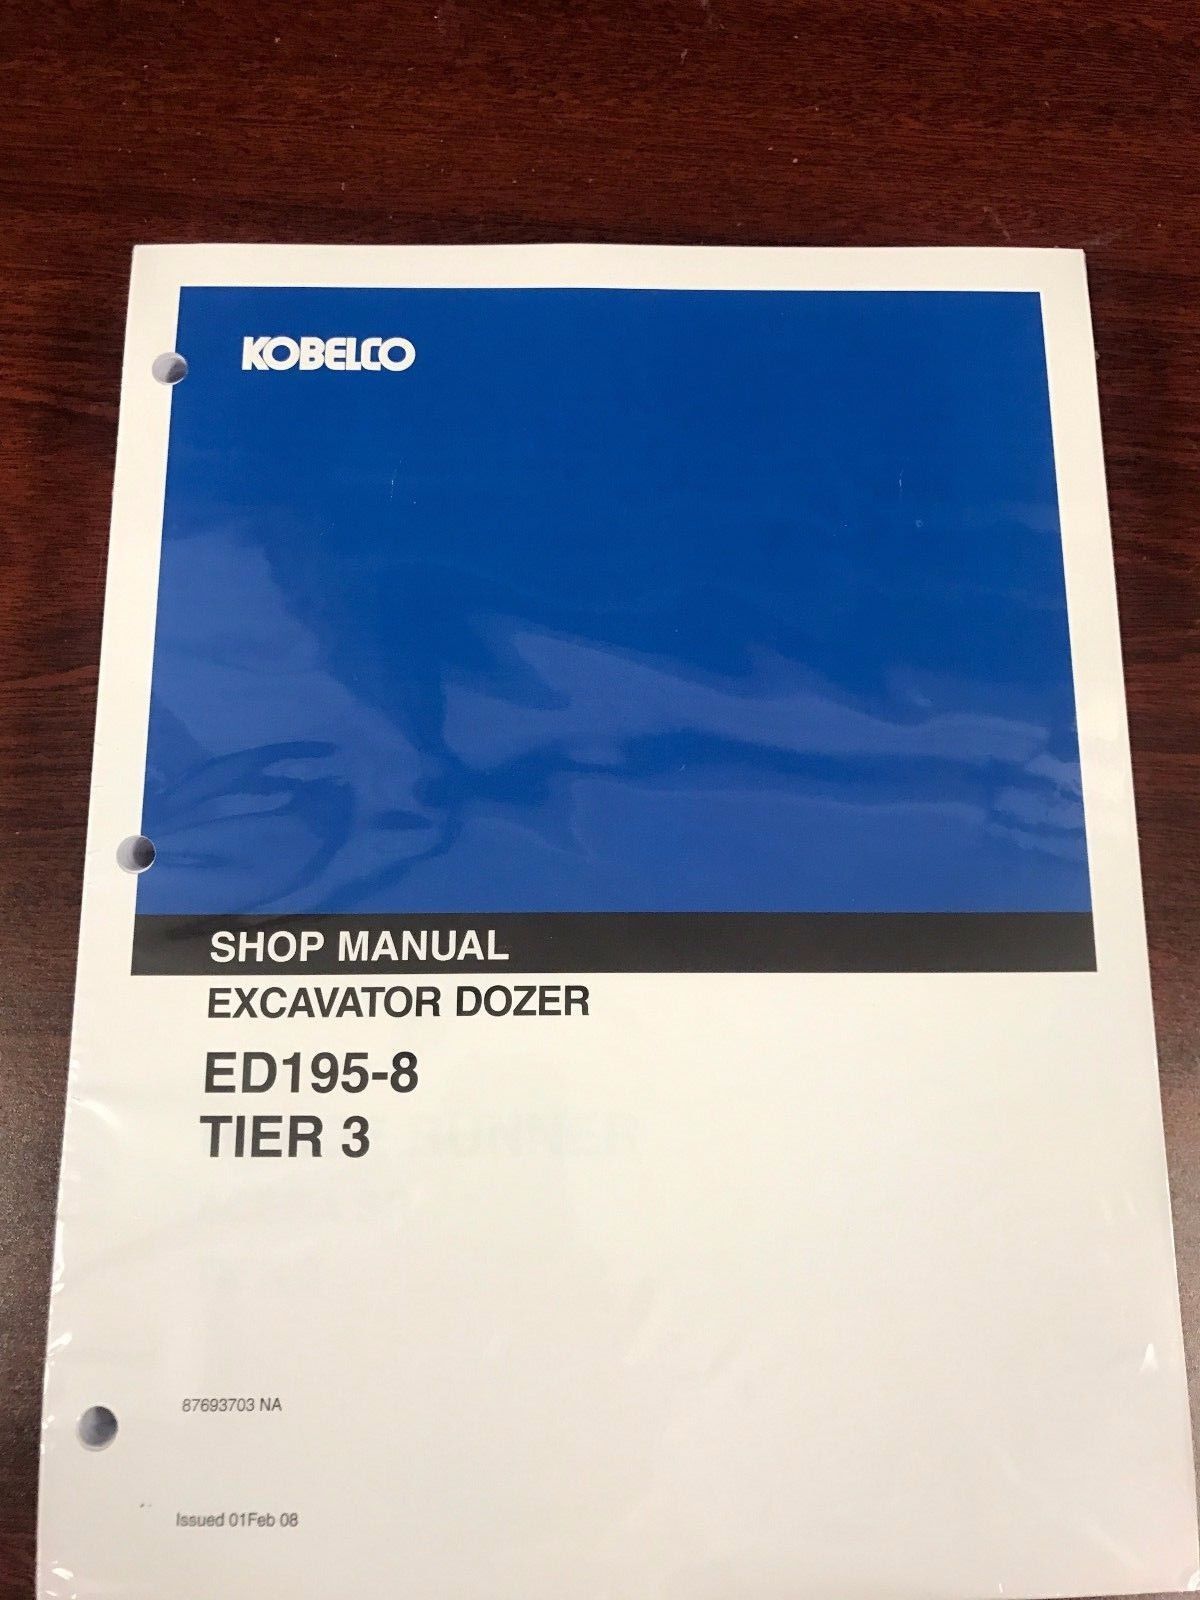 KOBELCO
SHOP MANUAL
EXCAVATOR DOZER
ED195-8
TIER 3
87693703 NA
Issued 01Feb 08